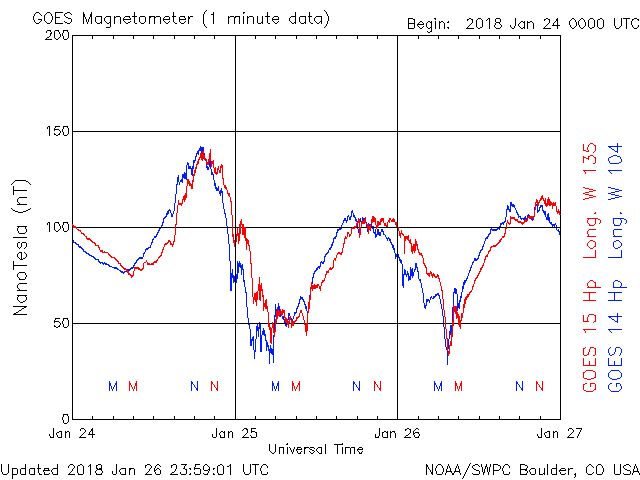 GOES Magnetometer (1 minute data)
Begin: 2018 Jan 24 0000 UTC
200
150
100
50
0
NanoTesla (nT)
M M N N M M N N M M N N
Jan 24 Jan 25 Jan 26 Jan 27
Universal Time
GOES 15 Hp Long. W 135
GOES 14 Hp Long. W 104
Updated 2018 Jan 26 23:59:01 UTC
NOAA/SWPC Boulder, CO USA